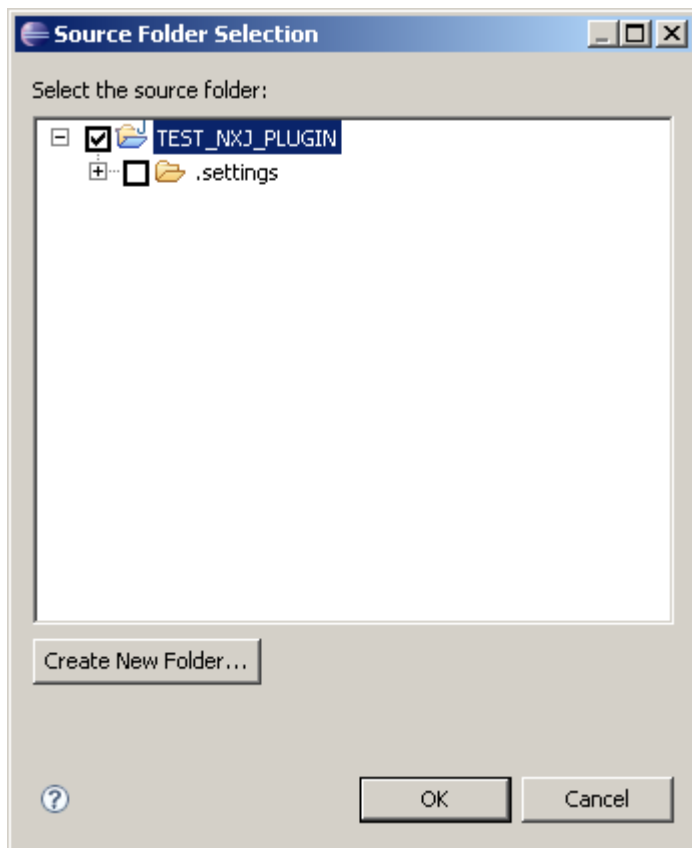 Source Folder Selection
Select the source folder:
TEST_NXJ_PLUGIN
.settings
Create New Folder...
OK
Cancel